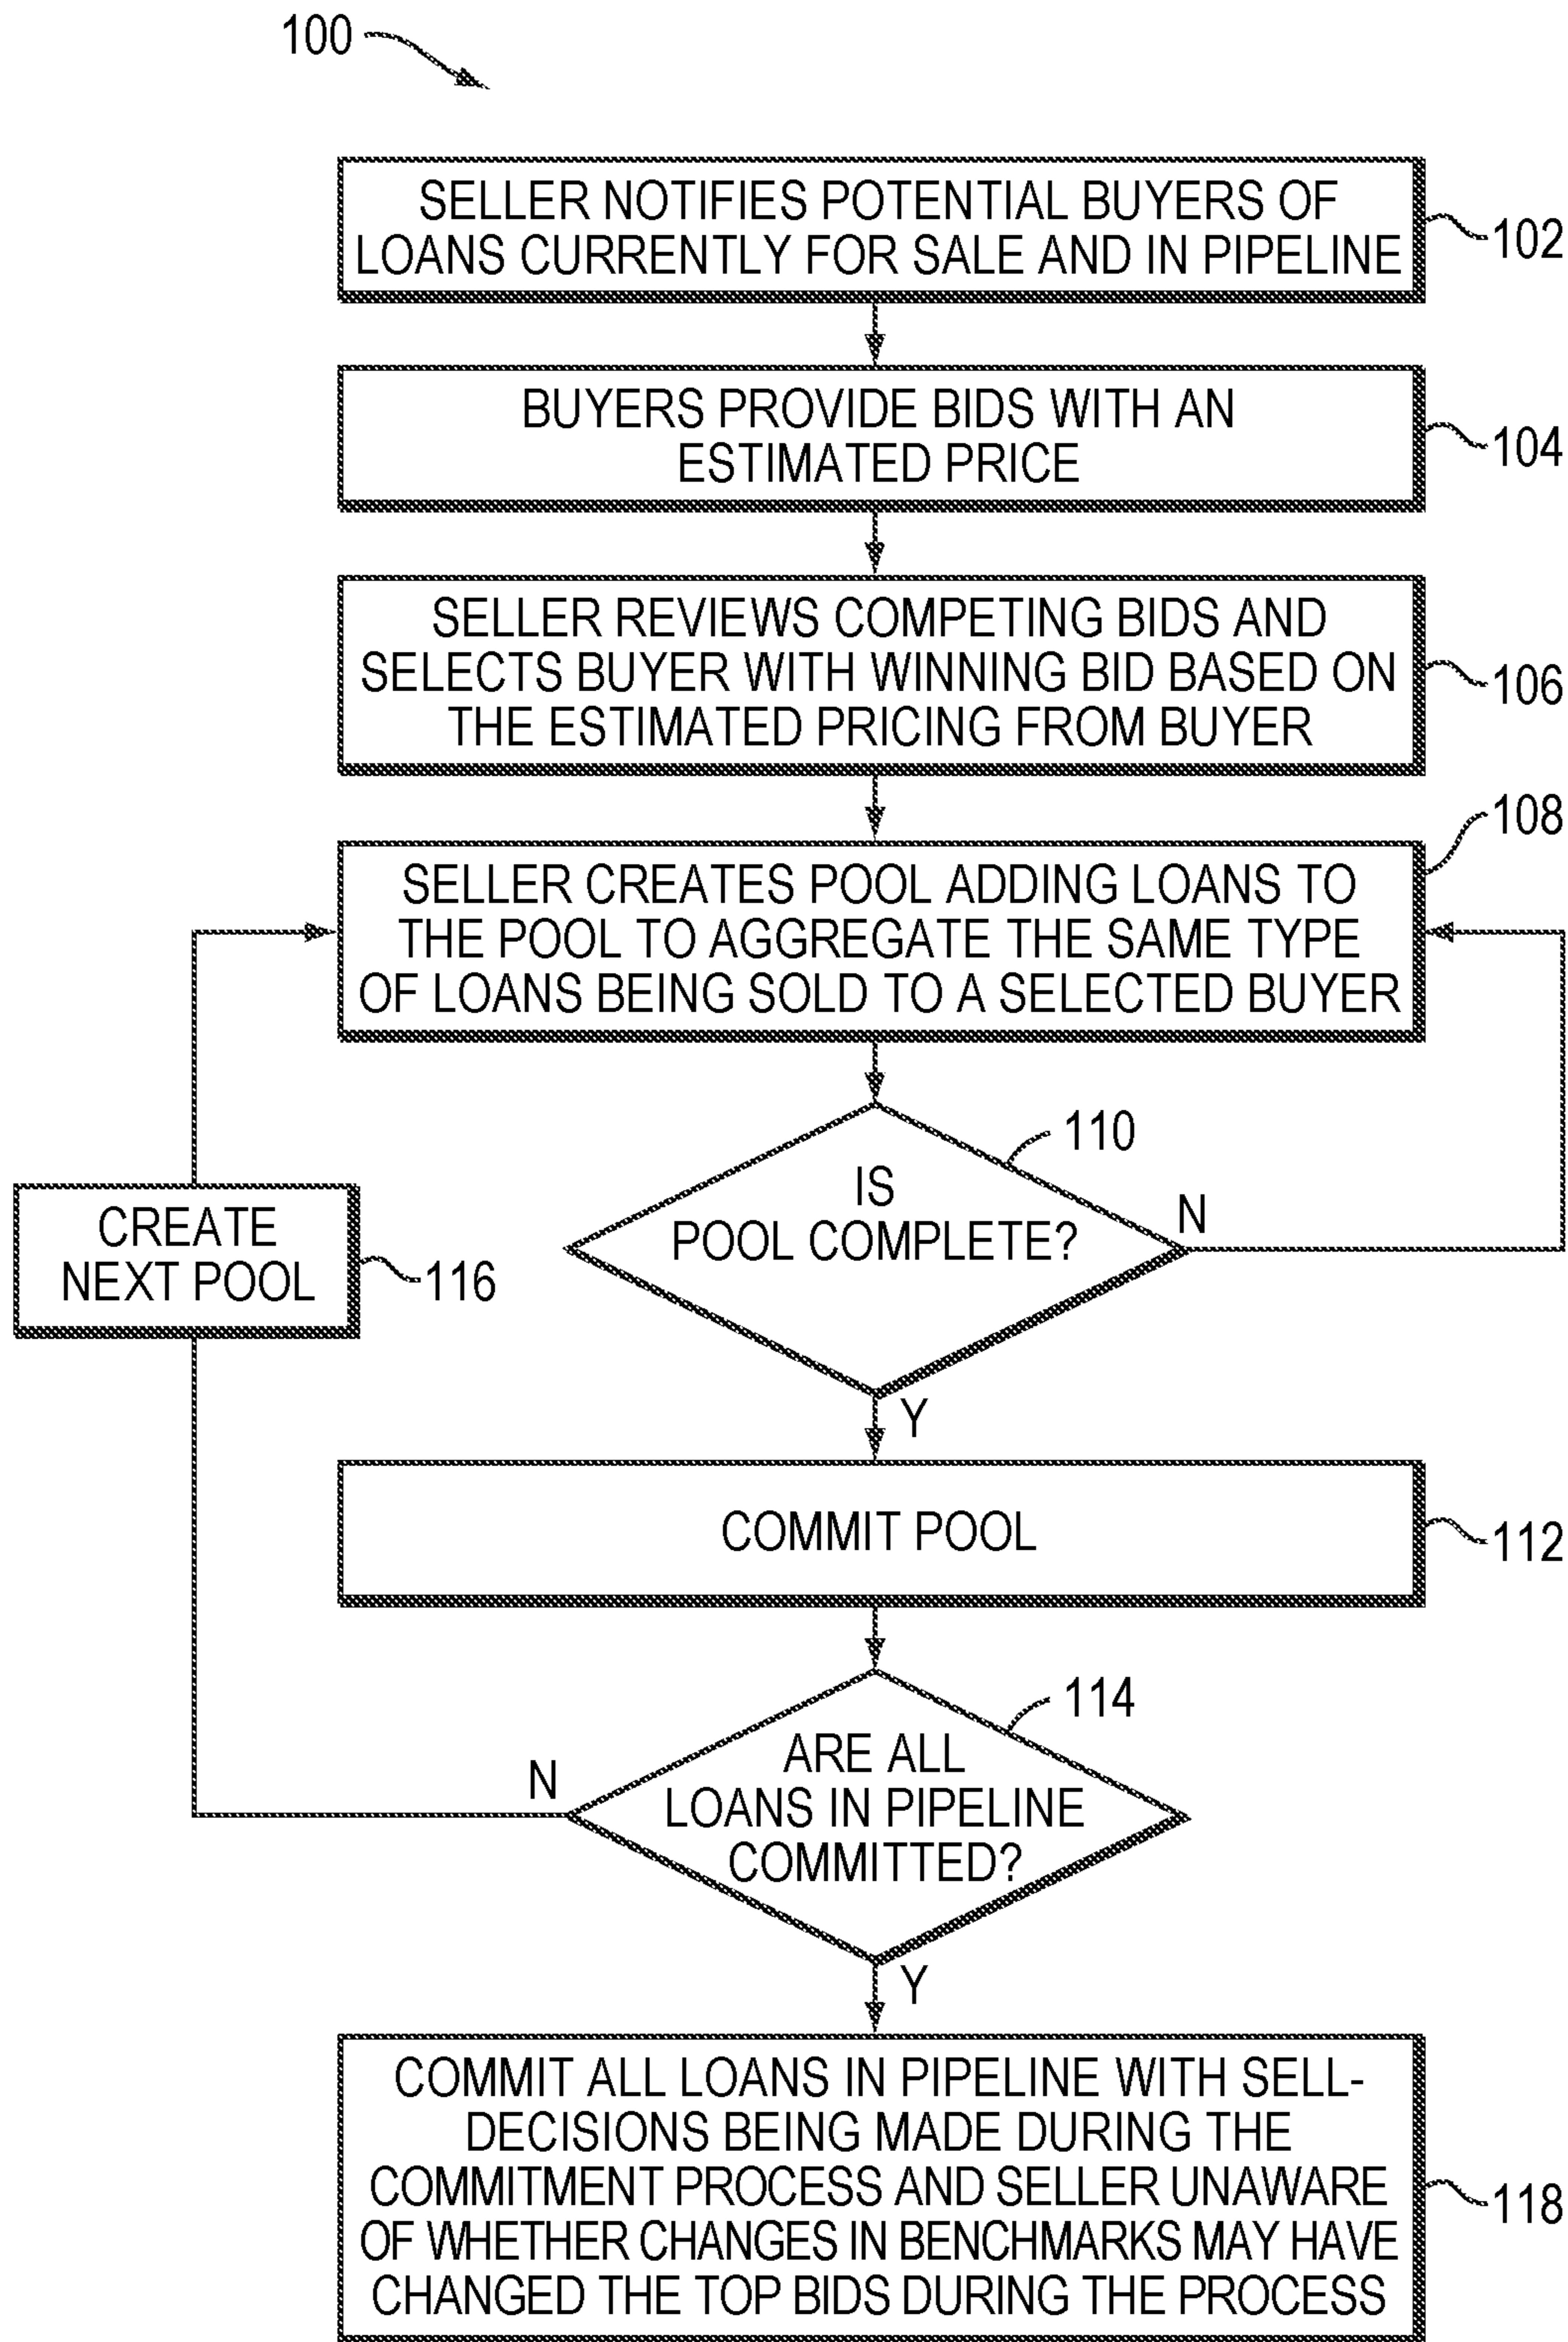 100
SELLER NOTIFIES POTENTIAL BUYERS OF
LOANS CURRENTLY FOR SALE AND IN PIPELINE
102
BUYERS PROVIDE BIDS WITH AN
ESTIMATED PRICE
104
SELLER REVIEWS COMPETING BIDS AND
SELECTS BUYER WITH WINNING BID BASED ON
THE ESTIMATED PRICING FROM BUYER
106
108
SELLER CREATES POOL ADDING LOANS TO
THE POOL TO AGGREGATE THE SAME TYPE
OF LOANS BEING SOLD TO A SELECTED BUYER
110
IS
POOL COMPLETE?
N
CREATE
NEXT POOL
116
Y
COMMIT POOL
112
114
ARE ALL
LOANS IN PIPELINE
COMMITTED?
N
Y
COMMIT ALL LOANS IN PIPELINE WITH SELL-
DECISIONS BEING MADE DURING THE
COMMITMENT PROCESS AND SELLER UNAWARE
OF WHETHER CHANGES IN BENCHMARKS MAY HAVE
CHANGED THE TOP BIDS DURING THE PROCESS
118